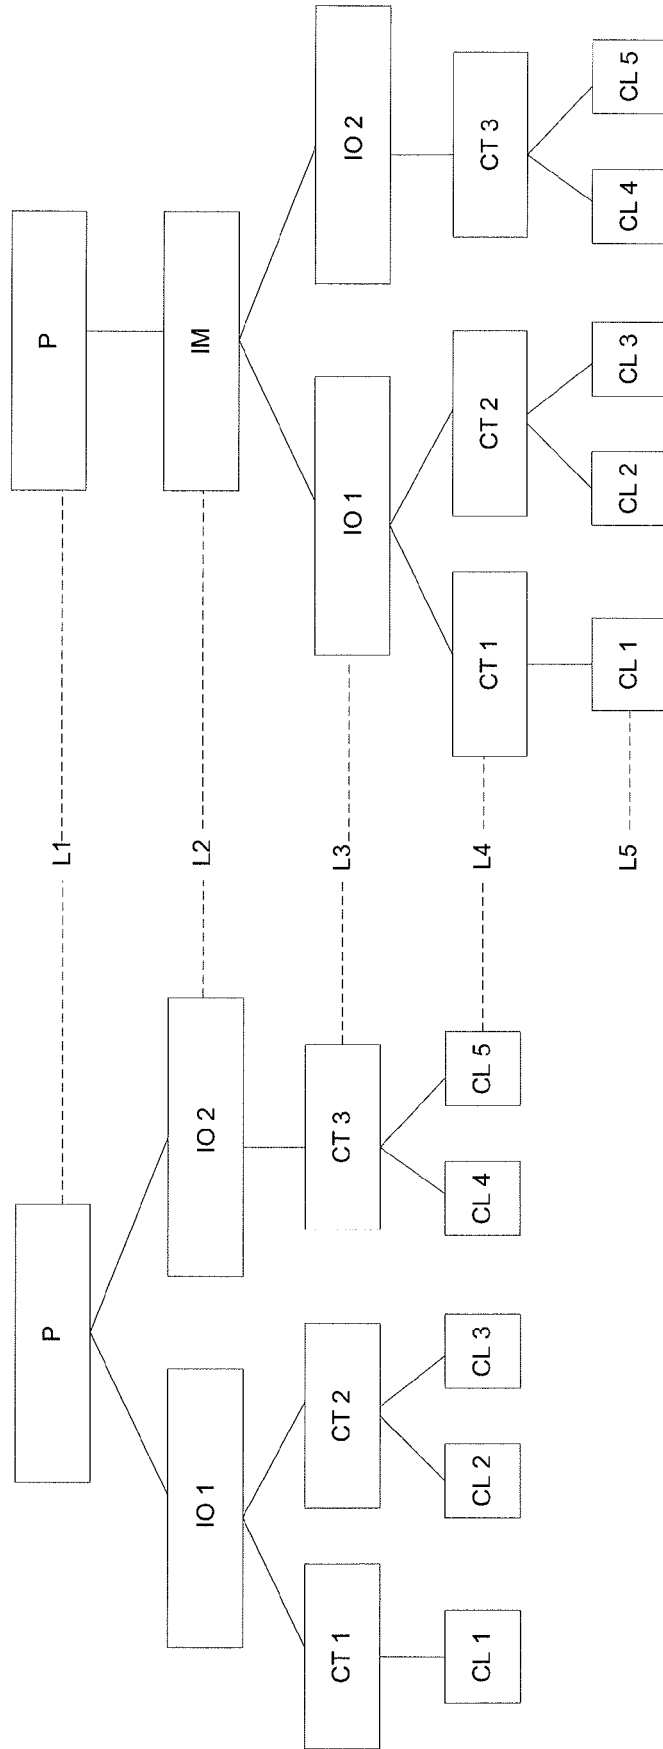 P L1 P
IO 1 IO 2 L2 IM
CT 1 CT 2 CT 3 L3 IO 1 IO 2
CL 1 CL 2 CL 3 CL 4 CL 5 L4 CT 1 CT 2 CT 3
L5 CL 1 CL 2 CL 3 CL 4 CL 5